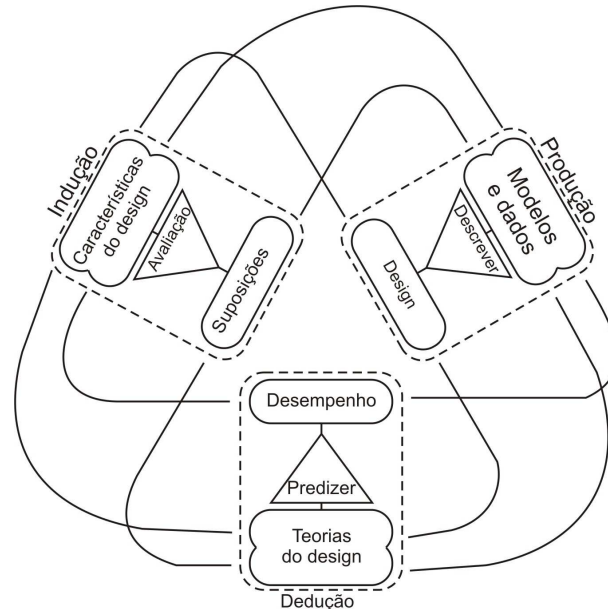 Indução
Características
do design
Avaliação
Suposições
Produção
Modelos
e dados
Descrever
Design
Desempenho
Predizer
Teorias
do design
Dedução